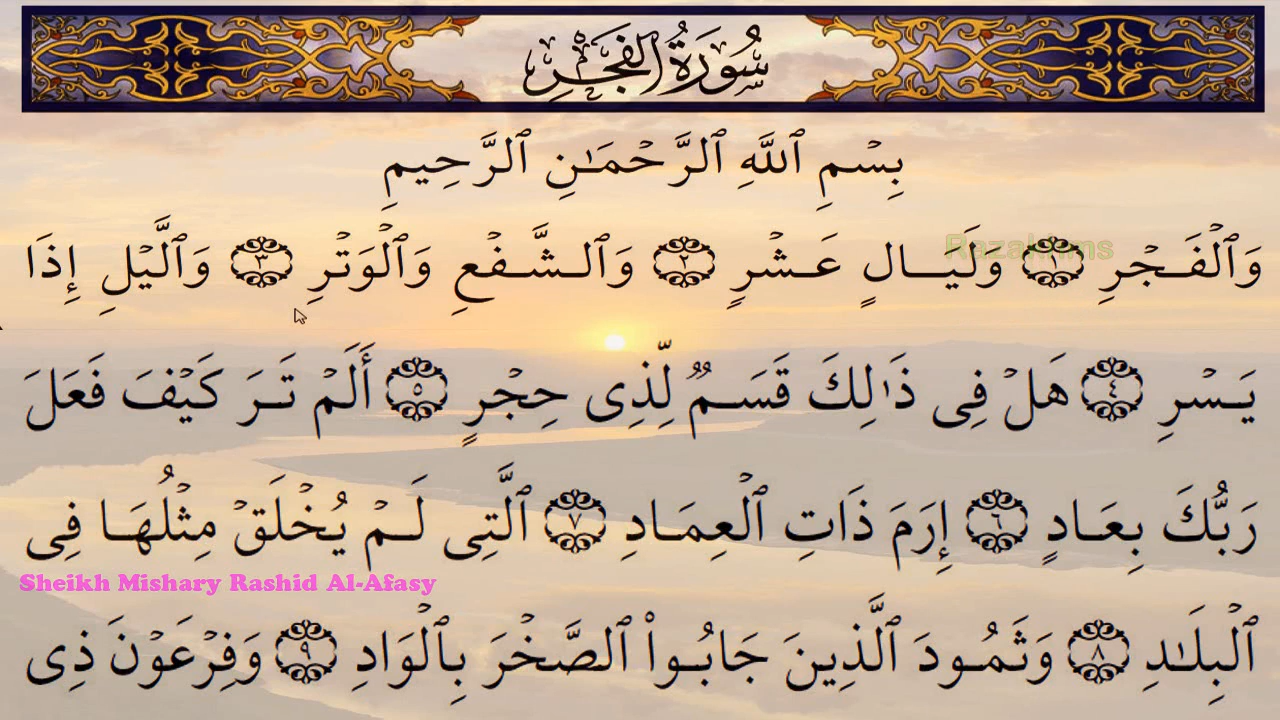 سُورَةُ الفَجْرِ
بِسْمِ ٱللَّهِ ٱلرَّحْمَـٰنِ ٱلرَّحِيمِ
Razakhms
وَٱلْفَجْرِ ١ وَلَيَالٍ عَشْرٍ ٢ وَٱلشَّفْعِ وَٱلْوَتْرِ ٣ وَٱلَّيْلِ إِذَا
يَسْرِ ٤ هَلْ فِى ذَٰلِكَ قَسَمٌ لِّذِى حِجْرٍ ٥ أَلَمْ تَرَ كَيْفَ فَعَلَ
رَبُّكَ بِعَادٍ ٦ إِرَمَ ذَاتِ ٱلْعِمَادِ ٧ ٱلَّتِى لَمْ يُخْلَقْ مِثْلُهَا فِى
Sheikh Mishary Rashid Al-Afasy
ٱلْبِلَـٰدِ ٨ وَثَمُودَ ٱلَّذِينَ جَابُوا۟ ٱلصَّخْرَ بِٱلْوَادِ ٩ وَفِرْعَوْنَ ذِى